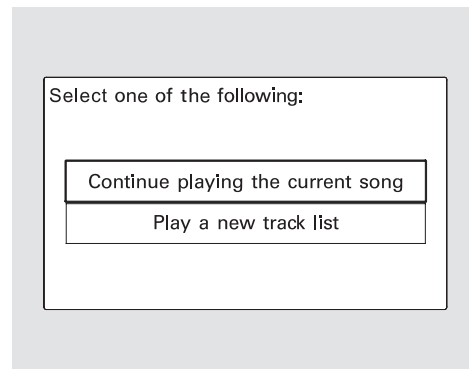 Select one of the following:
Continue playing the current song
Play a new track list